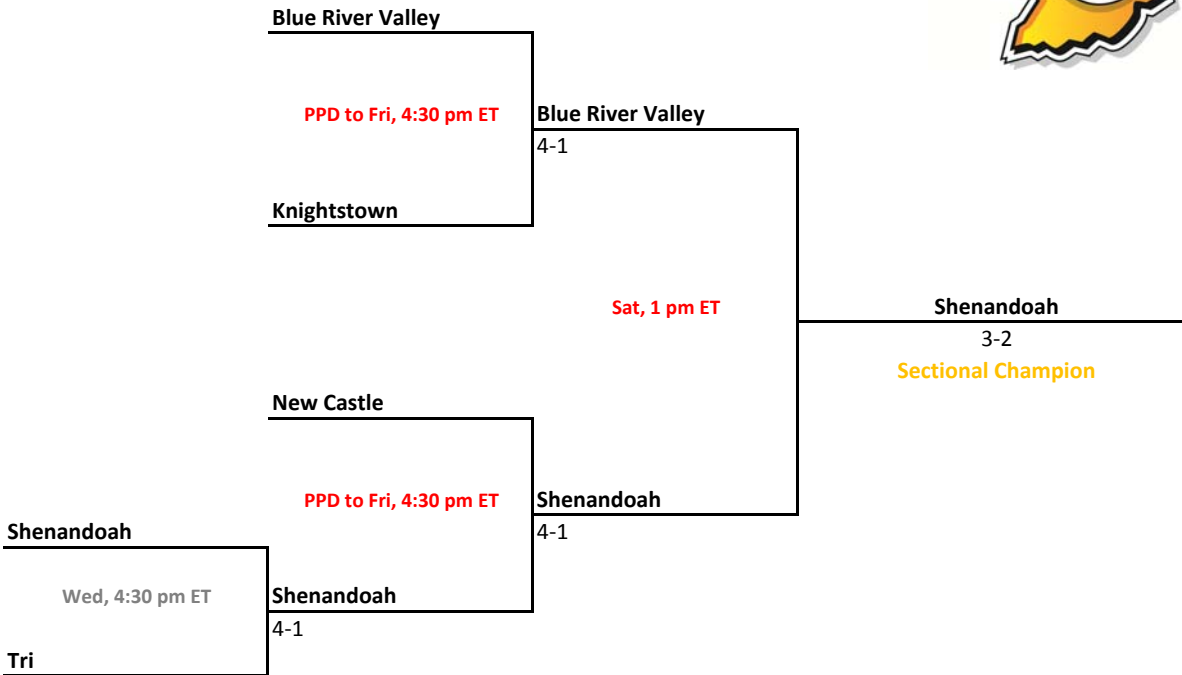 Blue River Valley
PPD to Fri, 4:30 pm ET
Blue River Valley
4-1
Knightstown
Sat, 1 pm ET
Shenandoah
3-2
Sectional Champion
New Castle
PPD to Fri, 4:30 pm ET
Shenandoah
4-1
Shenandoah
Wed, 4:30 pm ET
Shenandoah
4-1
Tri